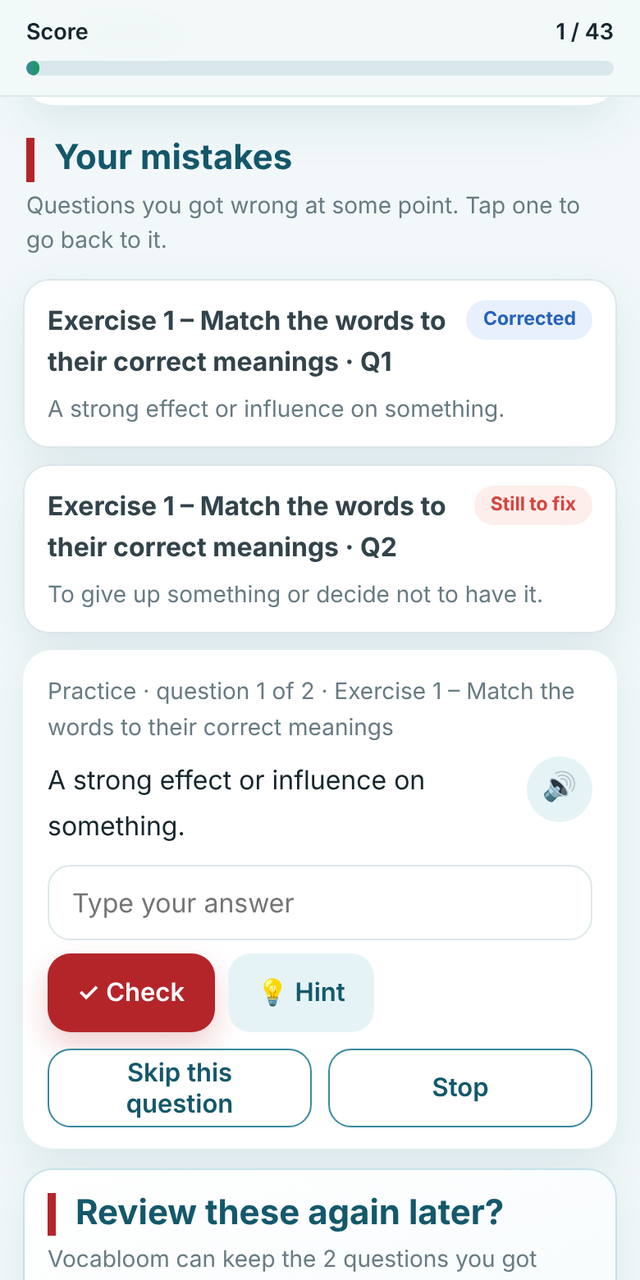 Score
1 / 43
Your mistakes
Questions you got wrong at some point. Tap one to
go back to it.
Exercise 1 – Match the words to
their correct meanings · Q1
Corrected
A strong effect or influence on something.
Exercise 1 – Match the words to
their correct meanings · Q2
Still to fix
To give up something or decide not to have it.
Practice · question 1 of 2 · Exercise 1 – Match the
words to their correct meanings
A strong effect or influence on
something.
Type your answer
✓ Check
💡 Hint
Skip this
question
Stop
Review these again later?
Vocabloom can keep the 2 questions you got